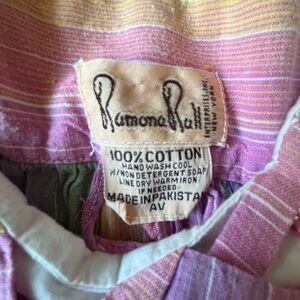 Ramona Rull
ENTERPRISES, INC.
NEW YORK
100% COTTON
HAND WASH COOL
W/NON DETERGENT SOAP
LINE DRY WARM IRON
IF NEEDED.
MADE IN PAKISTAN
AV